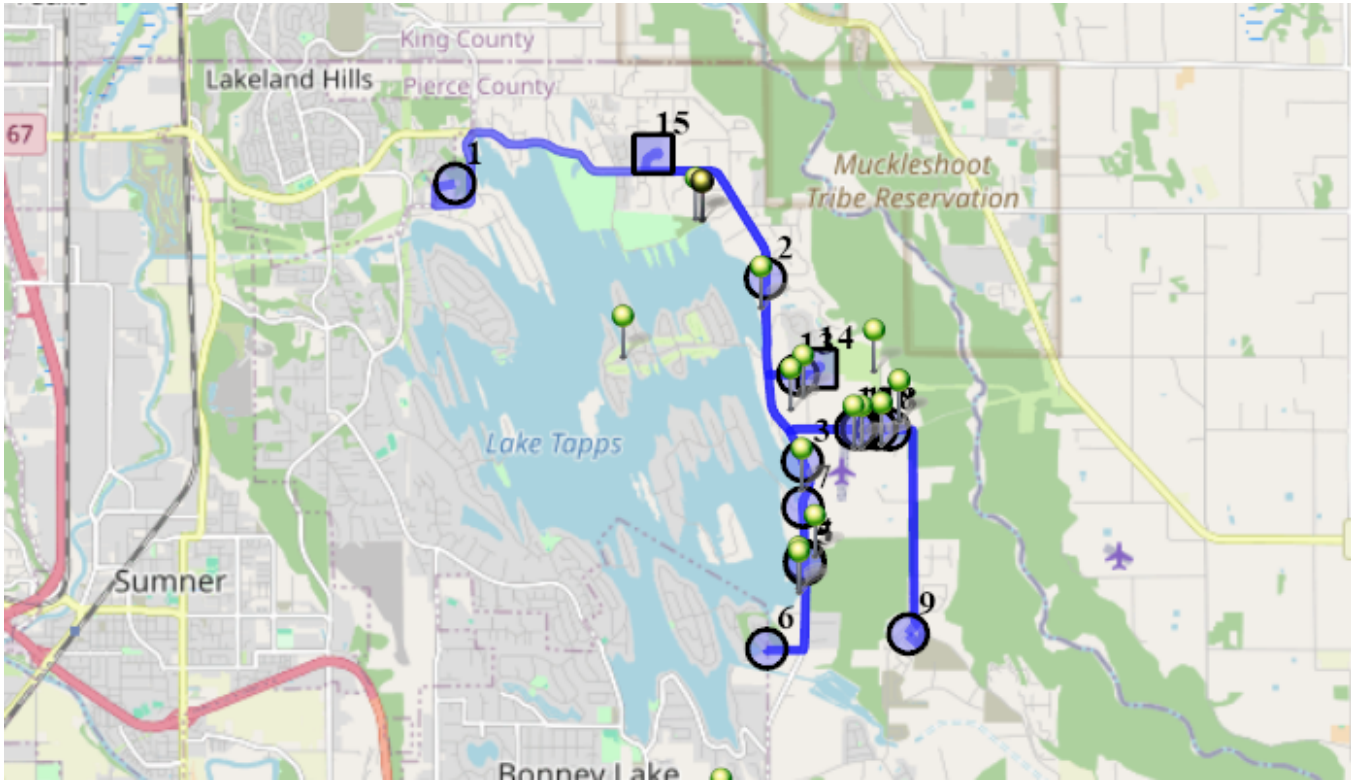 King County
Lakeland Hills
Pierce County
67
15
1
Muckleshoot
Tribe Reservation
2
14
3
Lake Tapps
7
Sumner
6
9
Bonney Lake